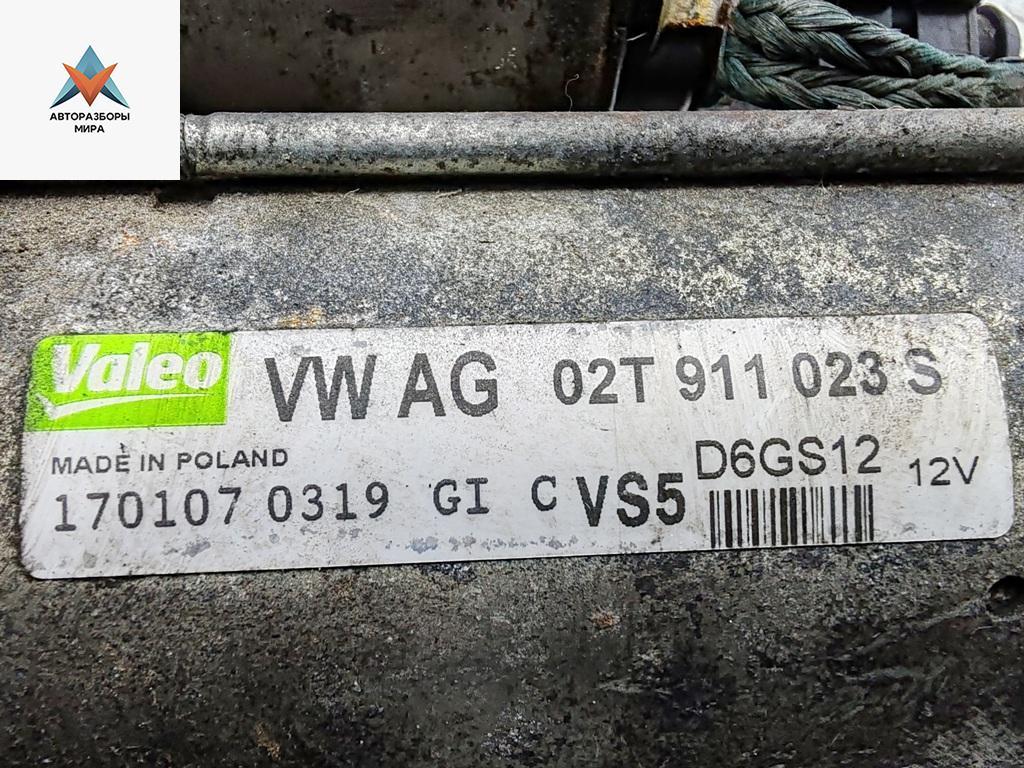 АВТОРАЗБОРЫ
МИРА
Valeo VW AG 02T 911 023 S
MADE IN POLAND D6GS12 12V
170107 0319 GI C VS5